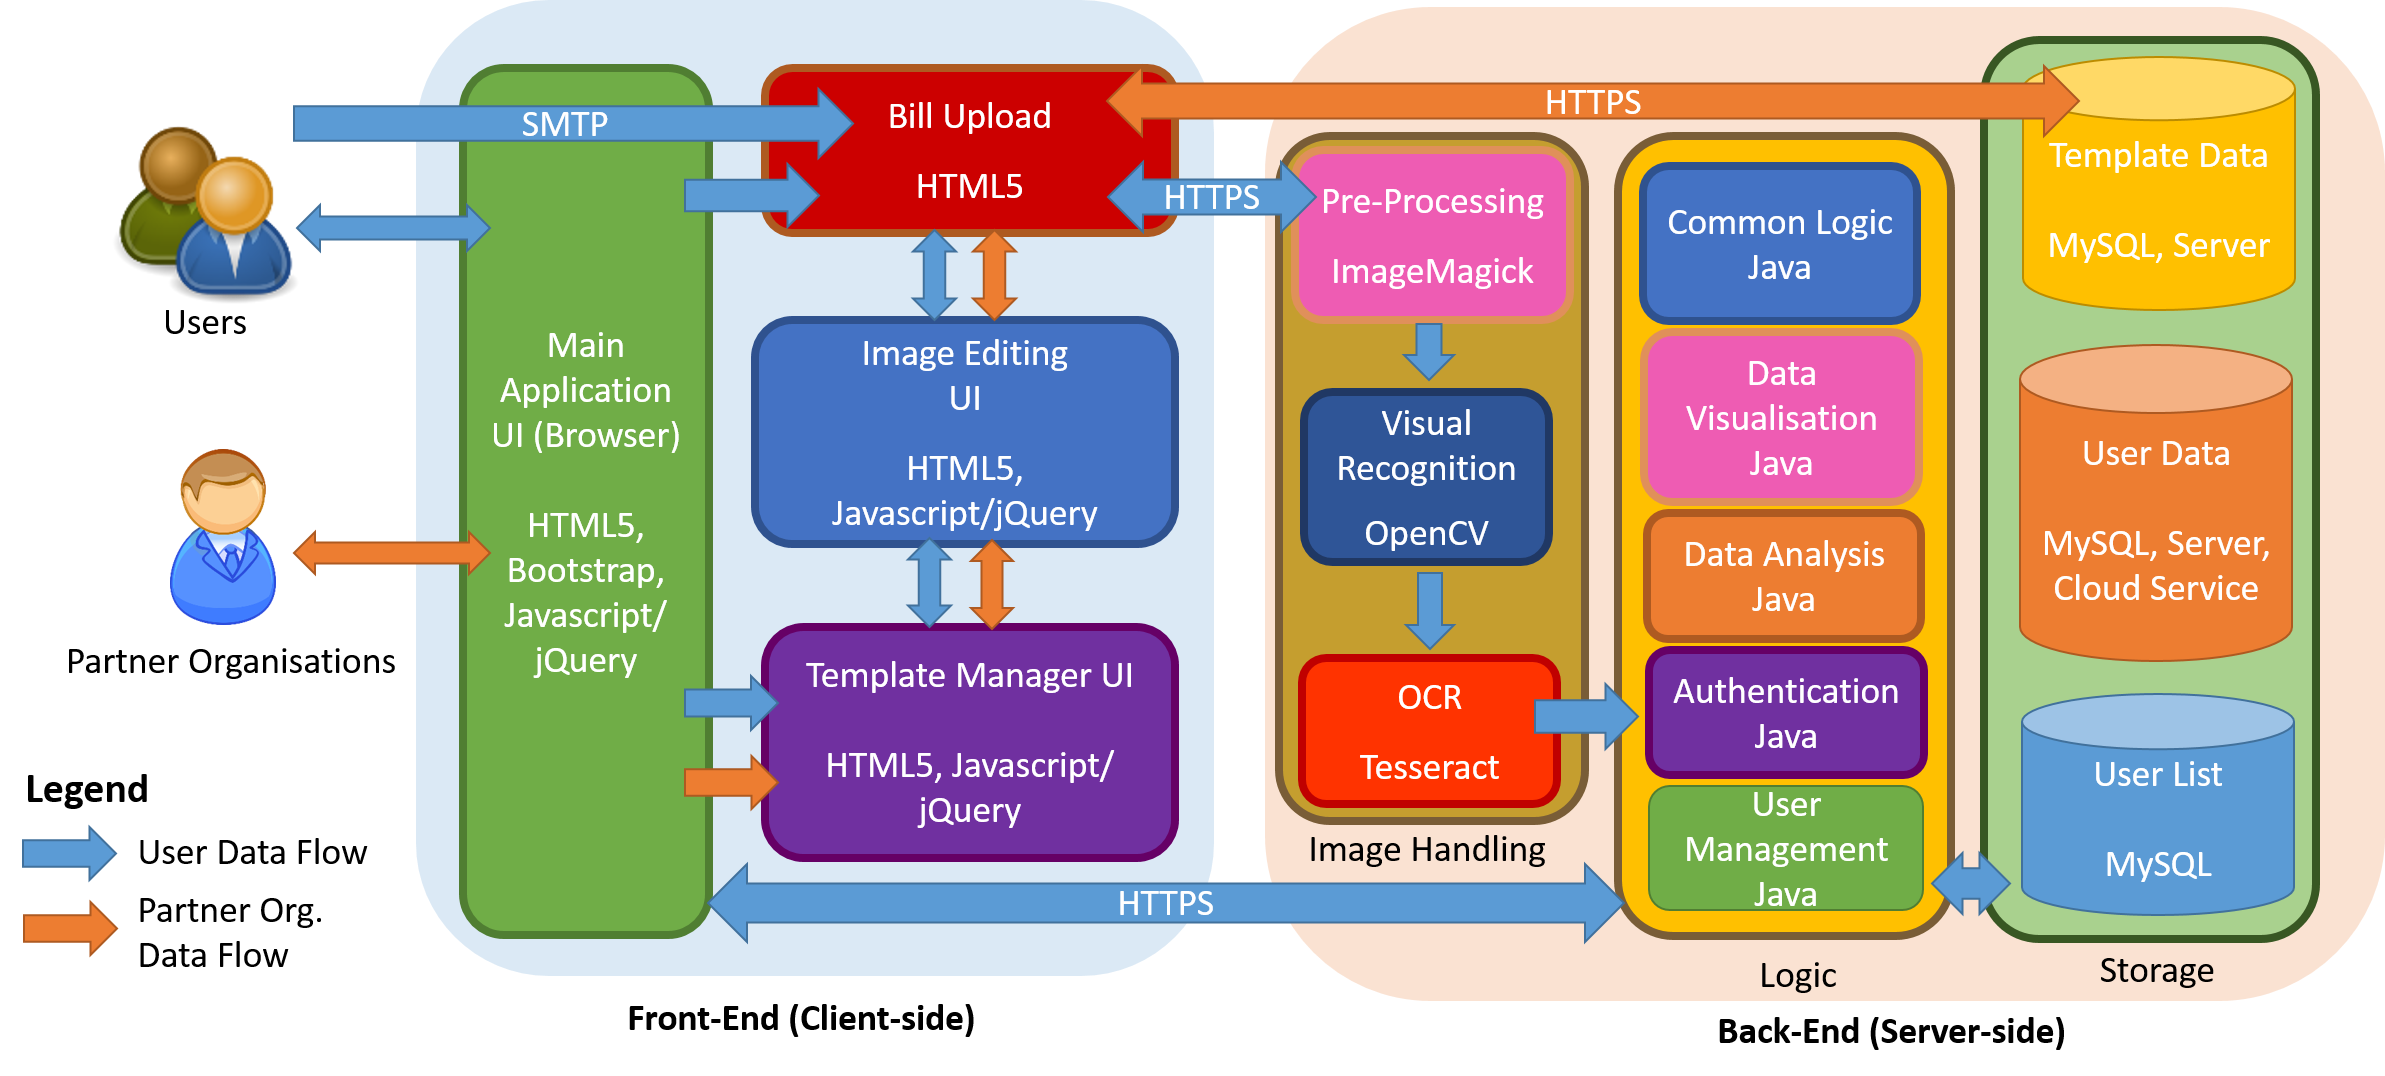 SMTP
Users
Partner Organisations
Legend
User Data Flow
Partner Org.
Data Flow
Main
Application
UI (Browser)
HTML5,
Bootstrap,
Javascript/
jQuery
Bill Upload
HTML5
Image Editing
UI
HTML5,
Javascript/jQuery
Template Manager UI
HTML5, Javascript/
jQuery
HTTPS
HTTPS
HTTPS
Front-End (Client-side)
Pre-Processing
ImageMagick
Visual
Recognition
OpenCV
OCR
Tesseract
Image Handling
Common Logic
Java
Data
Visualisation
Java
Data Analysis
Java
Authentication
Java
User
Management
Java
Logic
Template Data
MySQL, Server
User Data
MySQL, Server,
Cloud Service
User List
MySQL
Storage
Back-End (Server-side)